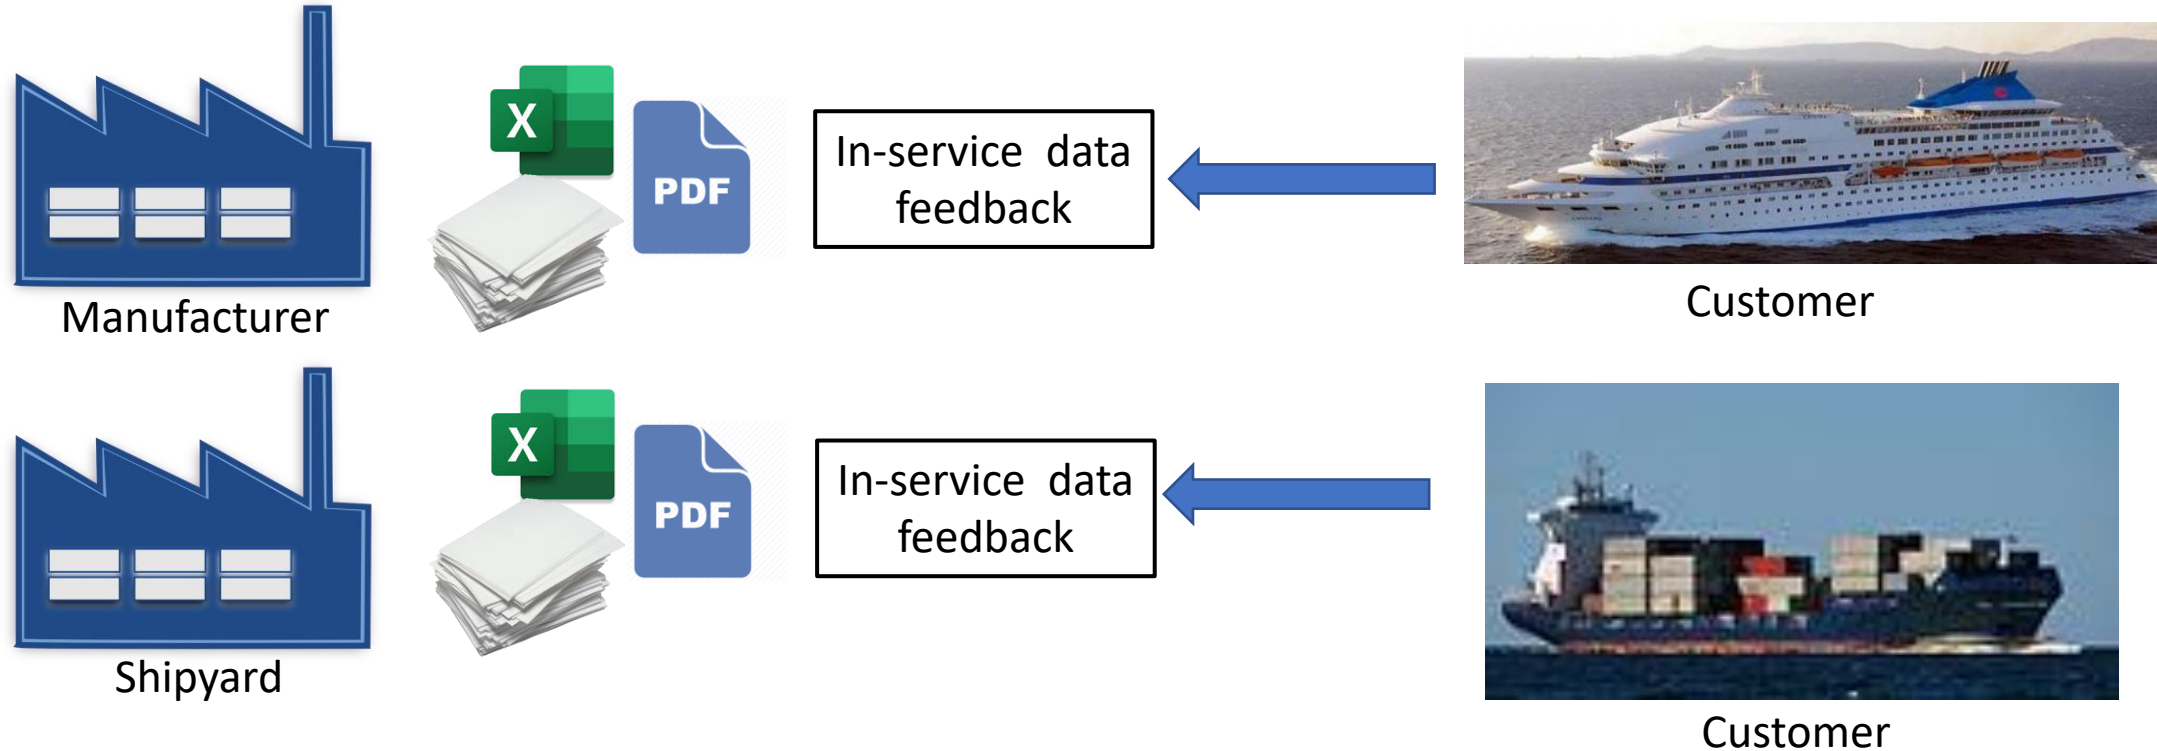 X
PDF
In-service data
feedback
Manufacturer
Customer
X
PDF
In-service data
feedback
Shipyard
Customer